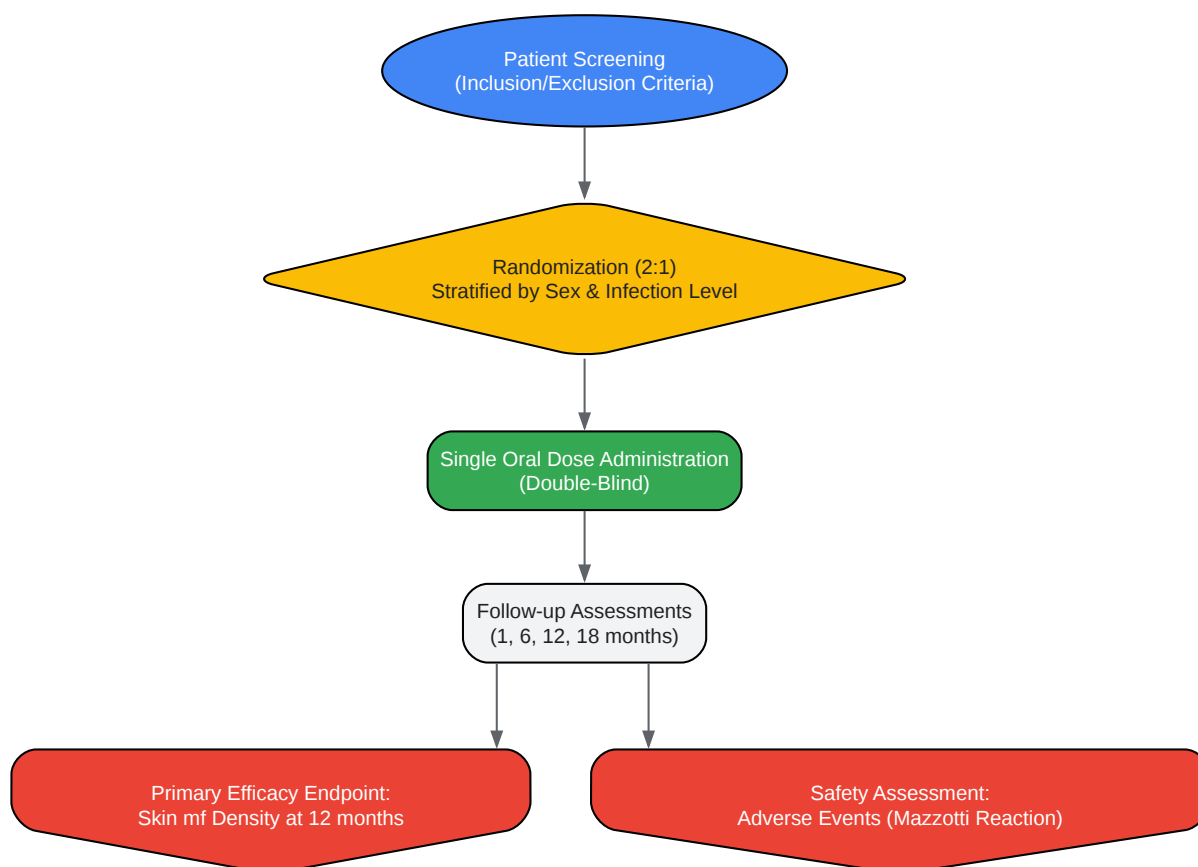 Patient Screening
(Inclusion/Exclusion Criteria)
Randomization (2:1)
Stratified by Sex & Infection Level
Single Oral Dose Administration
(Double-Blind)
Follow-up Assessments
(1, 6, 12, 18 months)
Primary Efficacy Endpoint:
Skin mf Density at 12 months
Safety Assessment:
Adverse Events (Mazzotti Reaction)